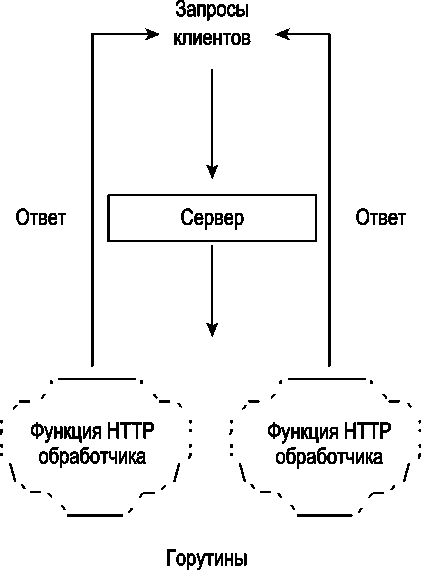 Запросы
клиентов
Ответ
Сервер
Ответ
Функция HTTP
обработчика
Функция HTTP
обработчика
Горутины